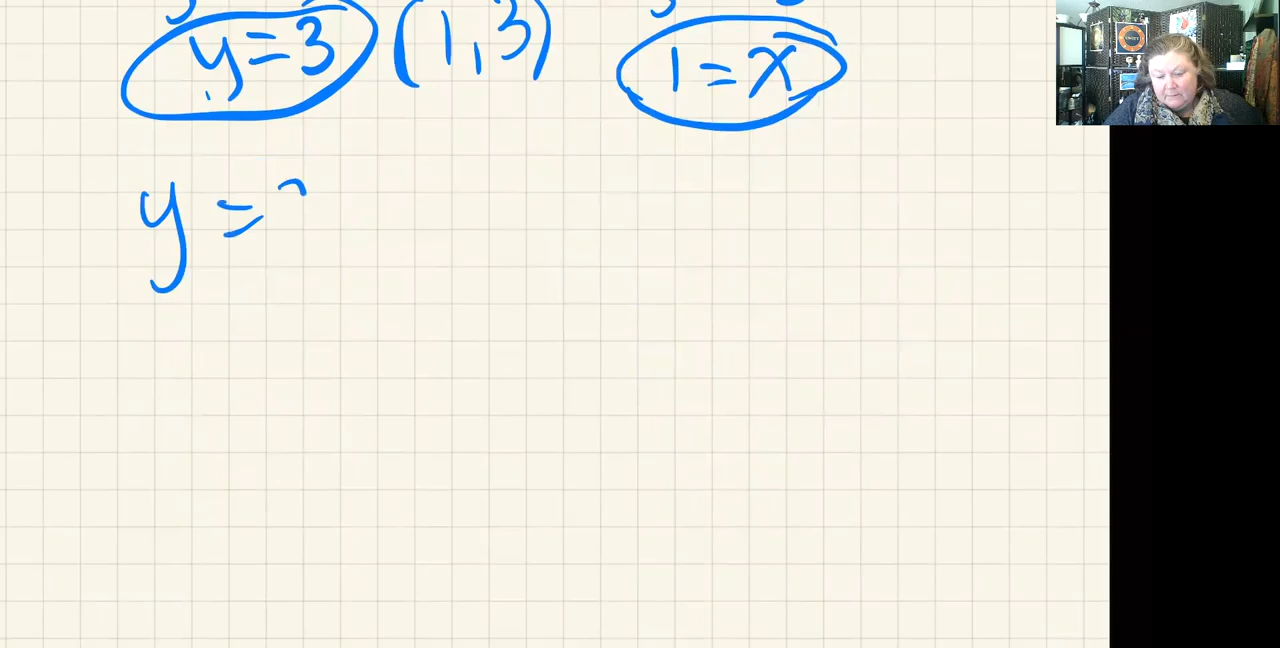 y=3 (1,3) 1=x
y =